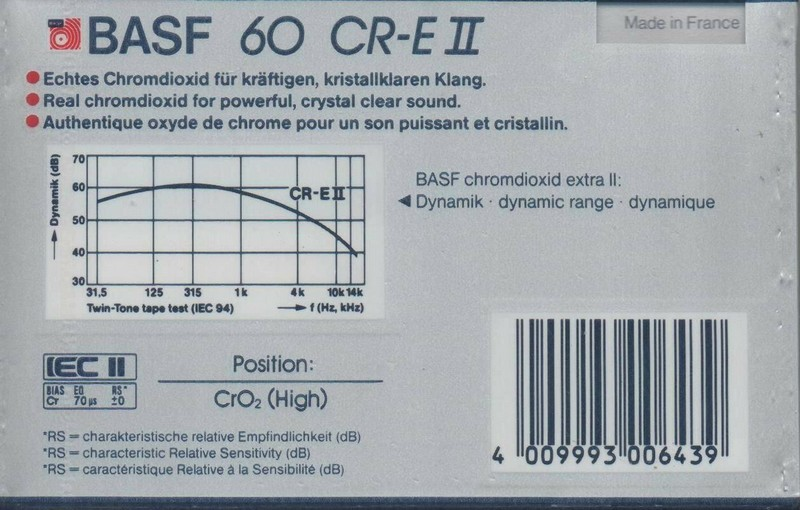 BASF 60 CR-E II
Made in France
Echtes Chromdioxid für kräftigen, kristallklaren Klang.
Real chromdioxid for powerful, crystal clear sound.
Authentique oxyde de chrome pour un son puissant et cristallin.
Dynamik (dB)
70
60
50
40
30
CR-E II
31,5 125 315 1k 4k 10k 14k
Twin-Tone tape test (IEC 94) f (Hz, kHz)
BASF chromdioxid extra II:
Dynamik · dynamic range · dynamique
IEC II
BIAS EQ RS*
Cr 70 µs ±0
Position:
CrO₂ (High)
*RS = charakteristische relative Empfindlichkeit (dB)
*RS = characteristic Relative Sensitivity (dB)
*RS = caractéristique Relative à la Sensibilité (dB)
4 009993 006439